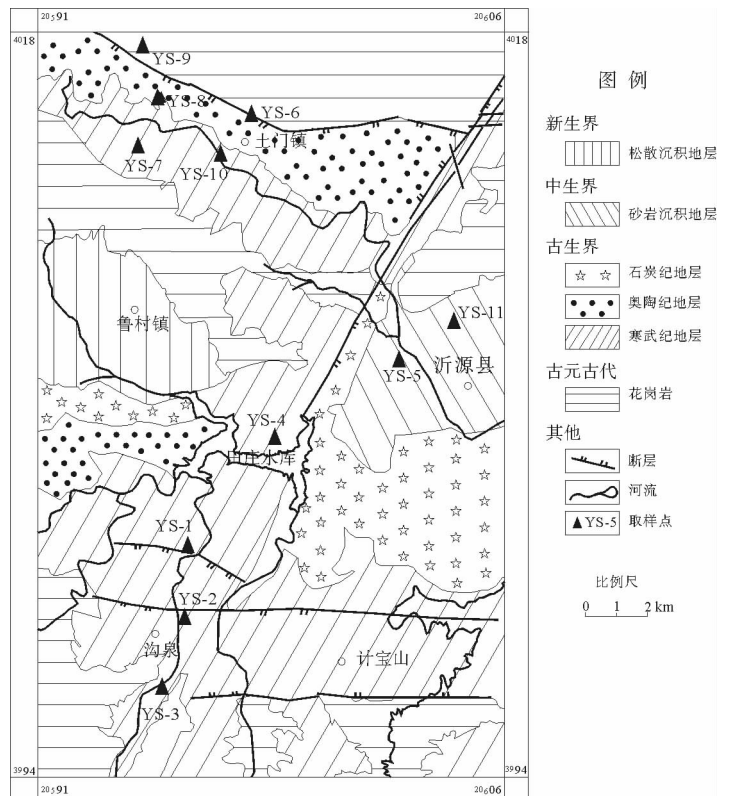 20591
20606
4018
4018
YS-9
YS-8
YS-6
土门镇
YS-7
YS-10
鲁村镇
YS-11
YS-5
沂源县
YS-4
田庄水库
YS-1
YS-2
沟泉
计宝山
YS-3
3994
3994
20591
20606
图 例
新生界
松散沉积地层
中生界
砂岩沉积地层
古生界
石炭纪地层
奥陶纪地层
寒武纪地层
古元古代
花岗岩
其他
断层
河流
YS-5 取样点
比例尺
0 1 2 km